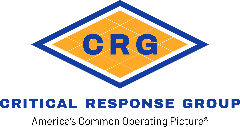 CRG
CRITICAL RESPONSE GROUP
America's Common Operating Picture®